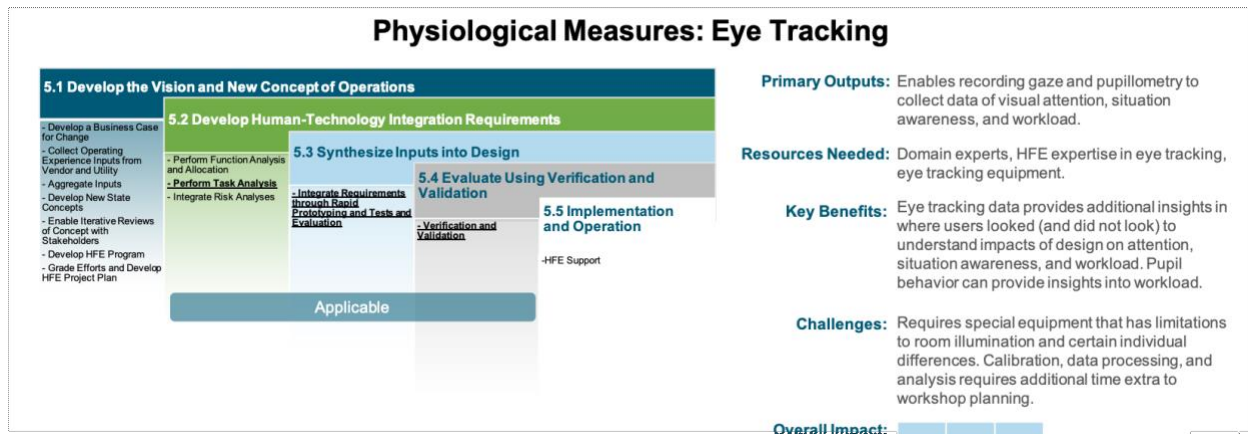 Physiological Measures: Eye Tracking
5.1 Develop the Vision and New Concept of Operations
- Develop a Business Case
for Change
- Collect Operating
Experience Inputs from
Vendor and Utility
- Aggregate Inputs
- Develop New State
Concepts
- Enable Iterative Reviews
of Concept with
Stakeholders
- Develop HFE Program
- Grade Efforts and Develop
HFE Project Plan
5.2 Develop Human-Technology Integration Requirements
- Perform Function Analysis
and Allocation
- Perform Task Analysis
- Integrate Risk Analyses
5.3 Synthesize Inputs into Design
- Integrate Requirements
through Rapid
Prototyping and Tests and
Evaluation
5.4 Evaluate Using Verification and
Validation
- Verification and
Validation
5.5 Implementation
and Operation
-HFE Support
Applicable
Primary Outputs: Enables recording gaze and pupillometry to
collect data of visual attention, situation
awareness, and workload.
Resources Needed: Domain experts, HFE expertise in eye tracking,
eye tracking equipment.
Key Benefits: Eye tracking data provides additional insights in
where users looked (and did not look) to
understand impacts of design on attention,
situation awareness, and workload. Pupil
behavior can provide insights into workload.
Challenges: Requires special equipment that has limitations
to room illumination and certain individual
differences. Calibration, data processing, and
analysis requires additional time extra to
workshop planning.
Overall Impact: